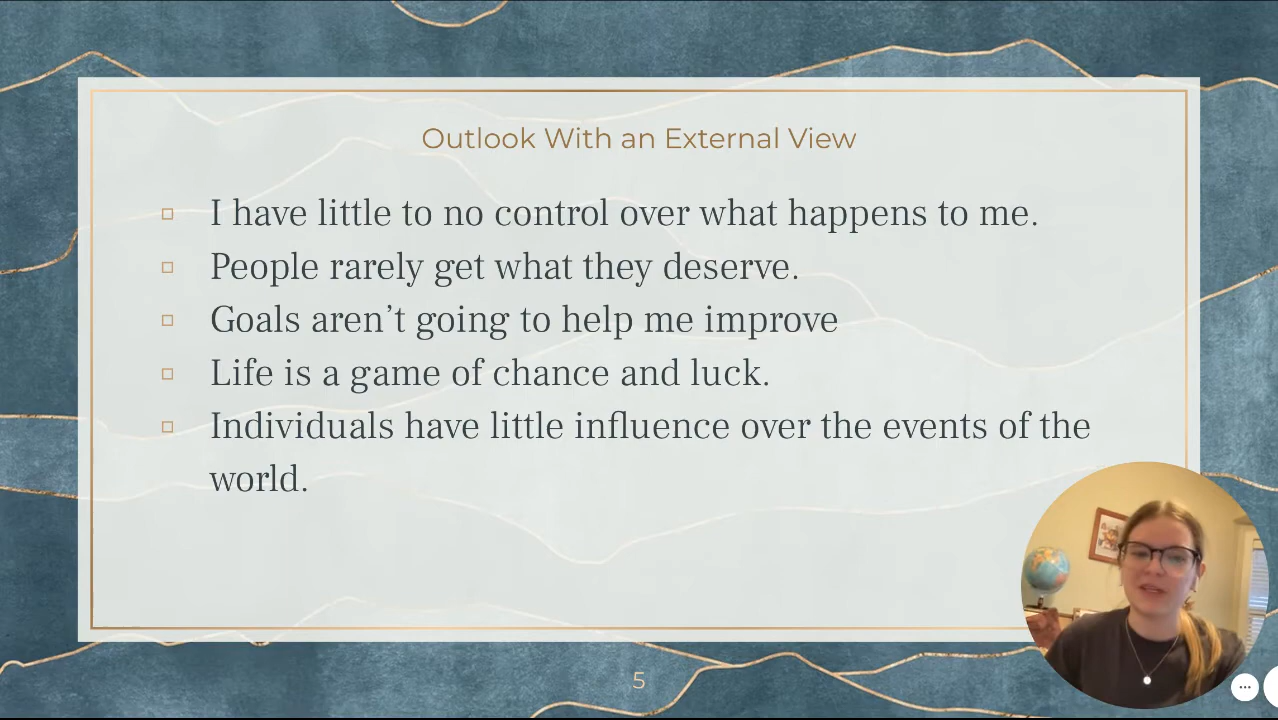 Outlook With an External View
I have little to no control over what happens to me.
People rarely get what they deserve.
Goals aren’t going to help me improve
Life is a game of chance and luck.
Individuals have little influence over the events of the
world.
5